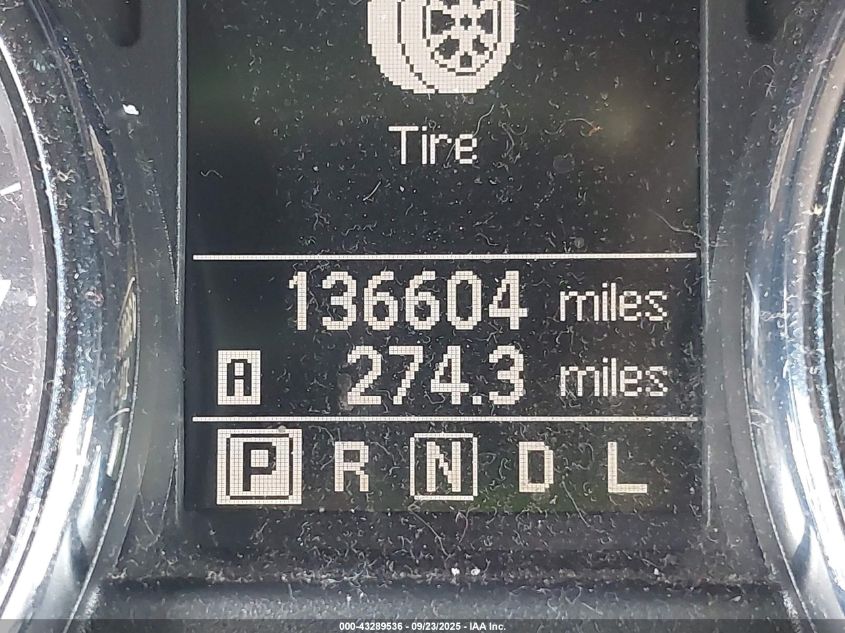 Tire
136604 miles
A 274.3 miles
P R N D L
000-43289536 - 09/23/2025 - IAA Inc.